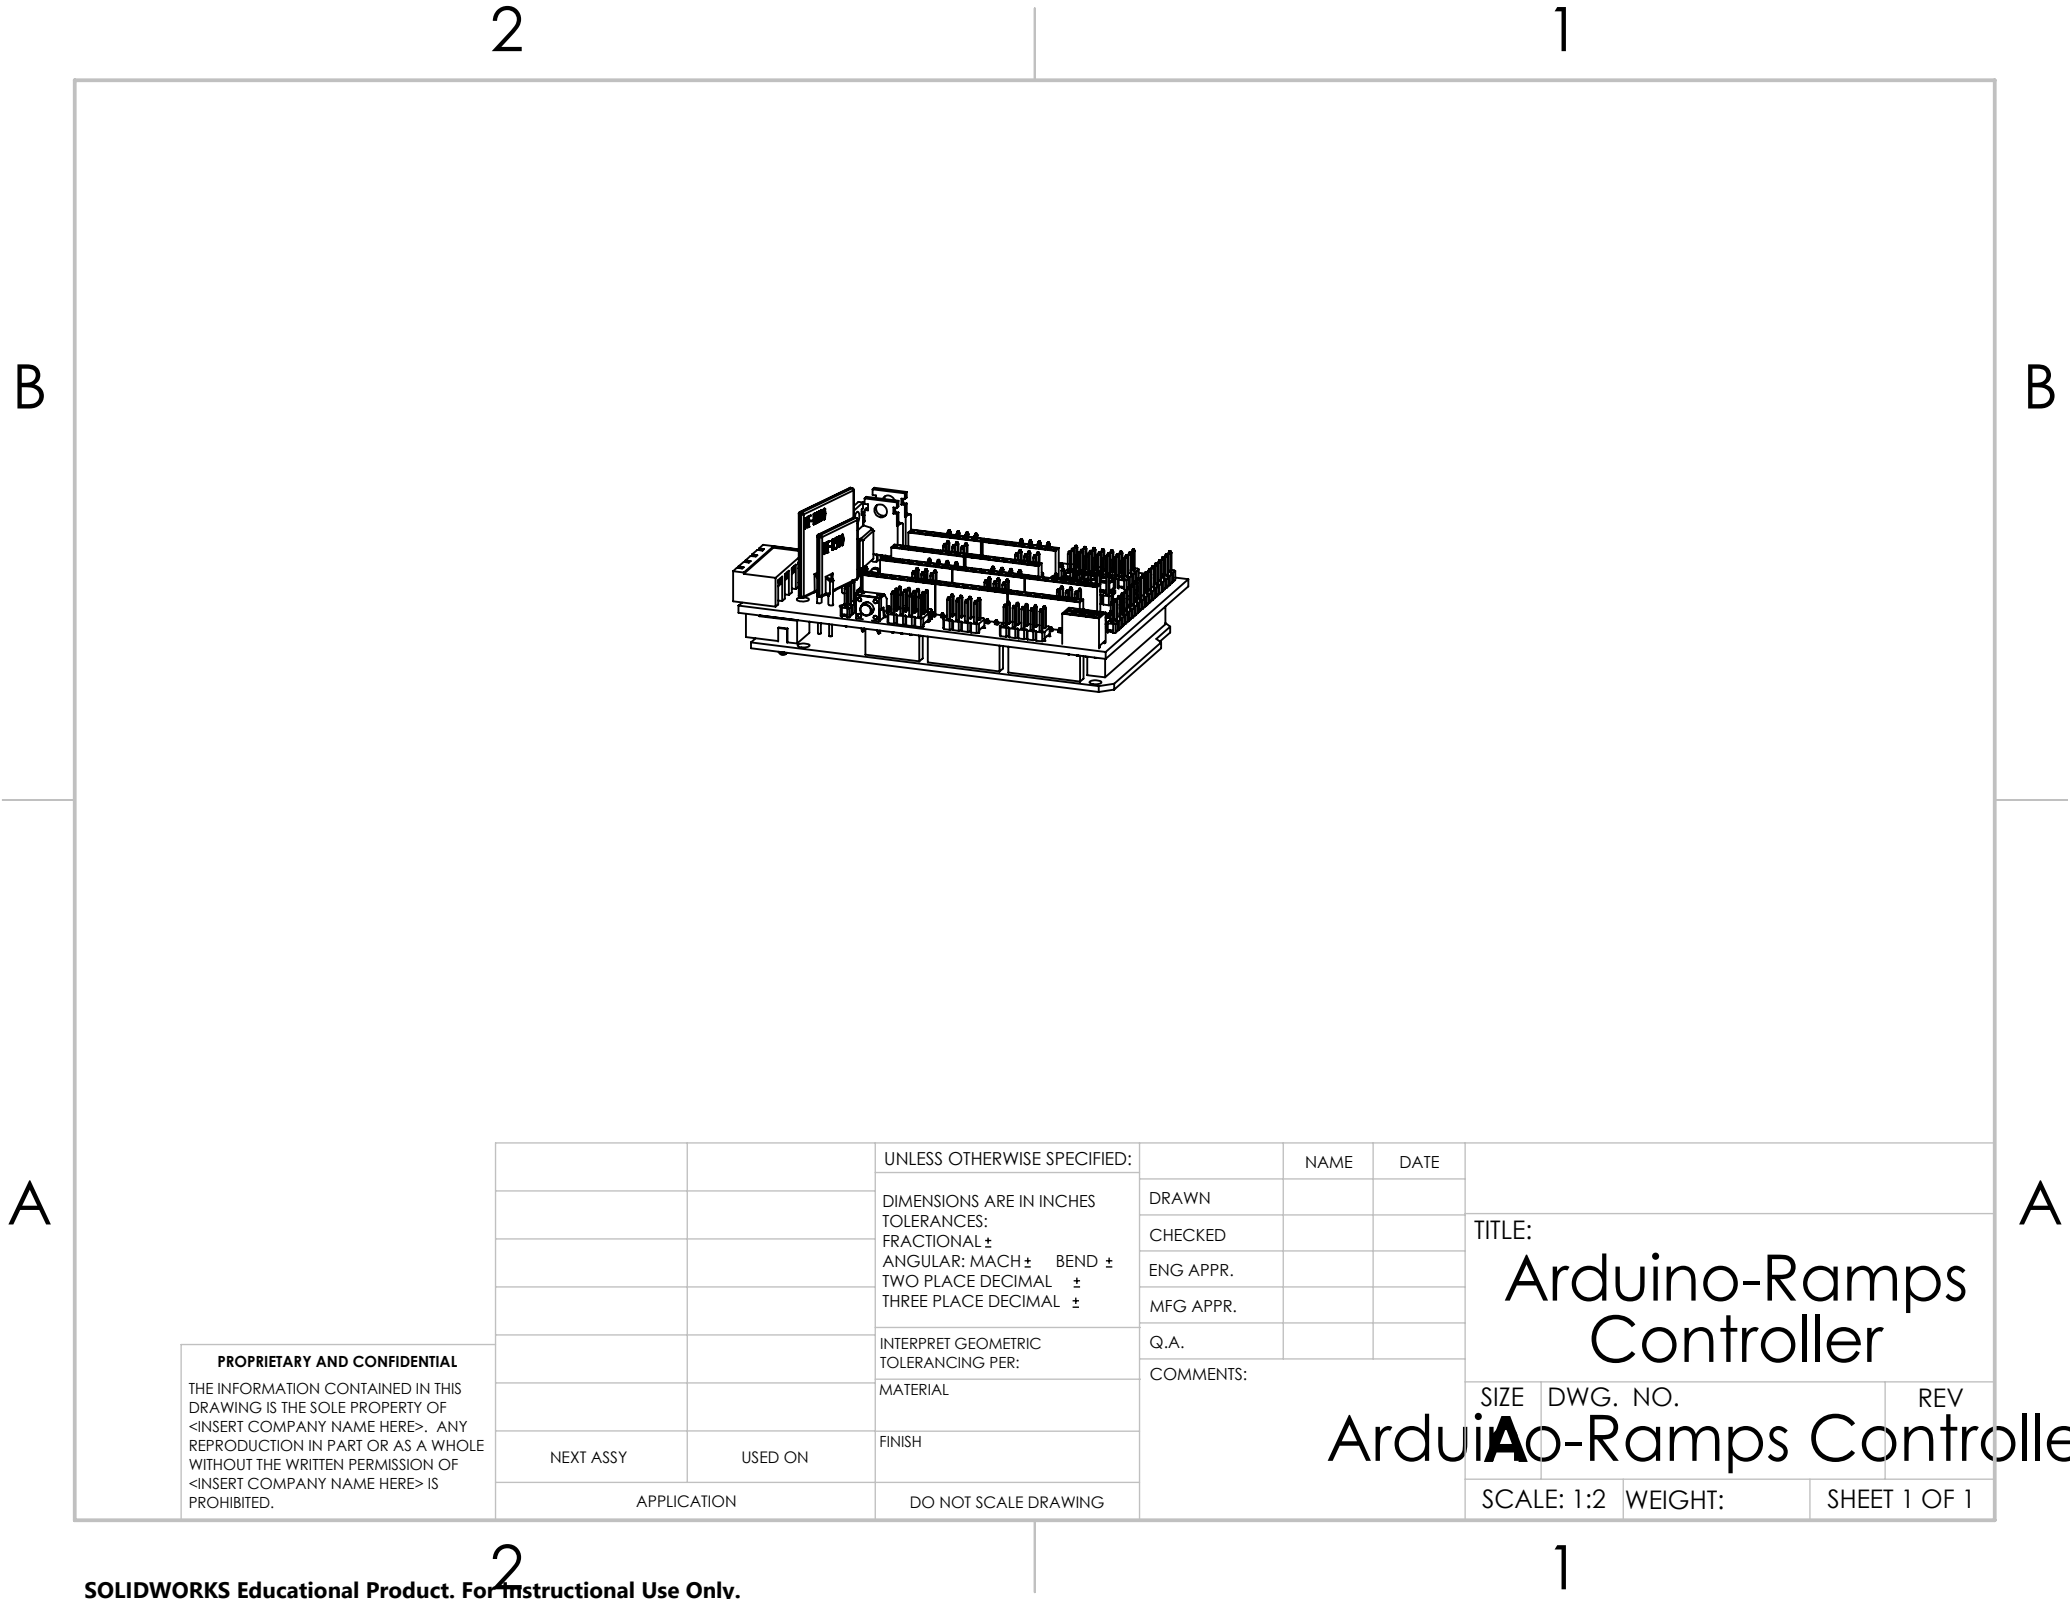 2 1
B B
A A
UNLESS OTHERWISE SPECIFIED:
DIMENSIONS ARE IN INCHES
TOLERANCES:
FRACTIONAL ±
ANGULAR: MACH ± BEND ±
TWO PLACE DECIMAL ±
THREE PLACE DECIMAL ±
INTERPRET GEOMETRIC
TOLERANCING PER:
MATERIAL
FINISH
DO NOT SCALE DRAWING
NAME DATE
DRAWN
CHECKED
ENG APPR.
MFG APPR.
Q.A.
COMMENTS:
TITLE:
Arduino-Ramps
Controller
SIZE DWG. NO. REV
A
Arduino-Ramps Controlle
SCALE: 1:2 WEIGHT: SHEET 1 OF 1
PROPRIETARY AND CONFIDENTIAL
THE INFORMATION CONTAINED IN THIS
DRAWING IS THE SOLE PROPERTY OF
<INSERT COMPANY NAME HERE>. ANY
REPRODUCTION IN PART OR AS A WHOLE
WITHOUT THE WRITTEN PERMISSION OF
<INSERT COMPANY NAME HERE> IS
PROHIBITED.
NEXT ASSY USED ON
APPLICATION
2 1
SOLIDWORKS Educational Product. For Instructional Use Only.